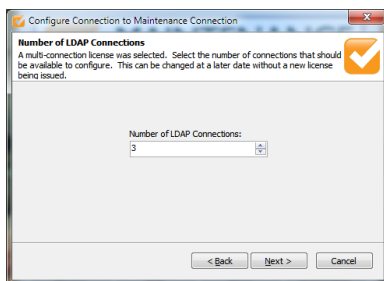 Configure Connection to Maintenance Connection
Number of LDAP Connections
A multi-connection license was selected. Select the number of connections that should
be available to configure. This can be changed at a later date without a new license
being issued.
Number of LDAP Connections:
3
< Back
Next >
Cancel